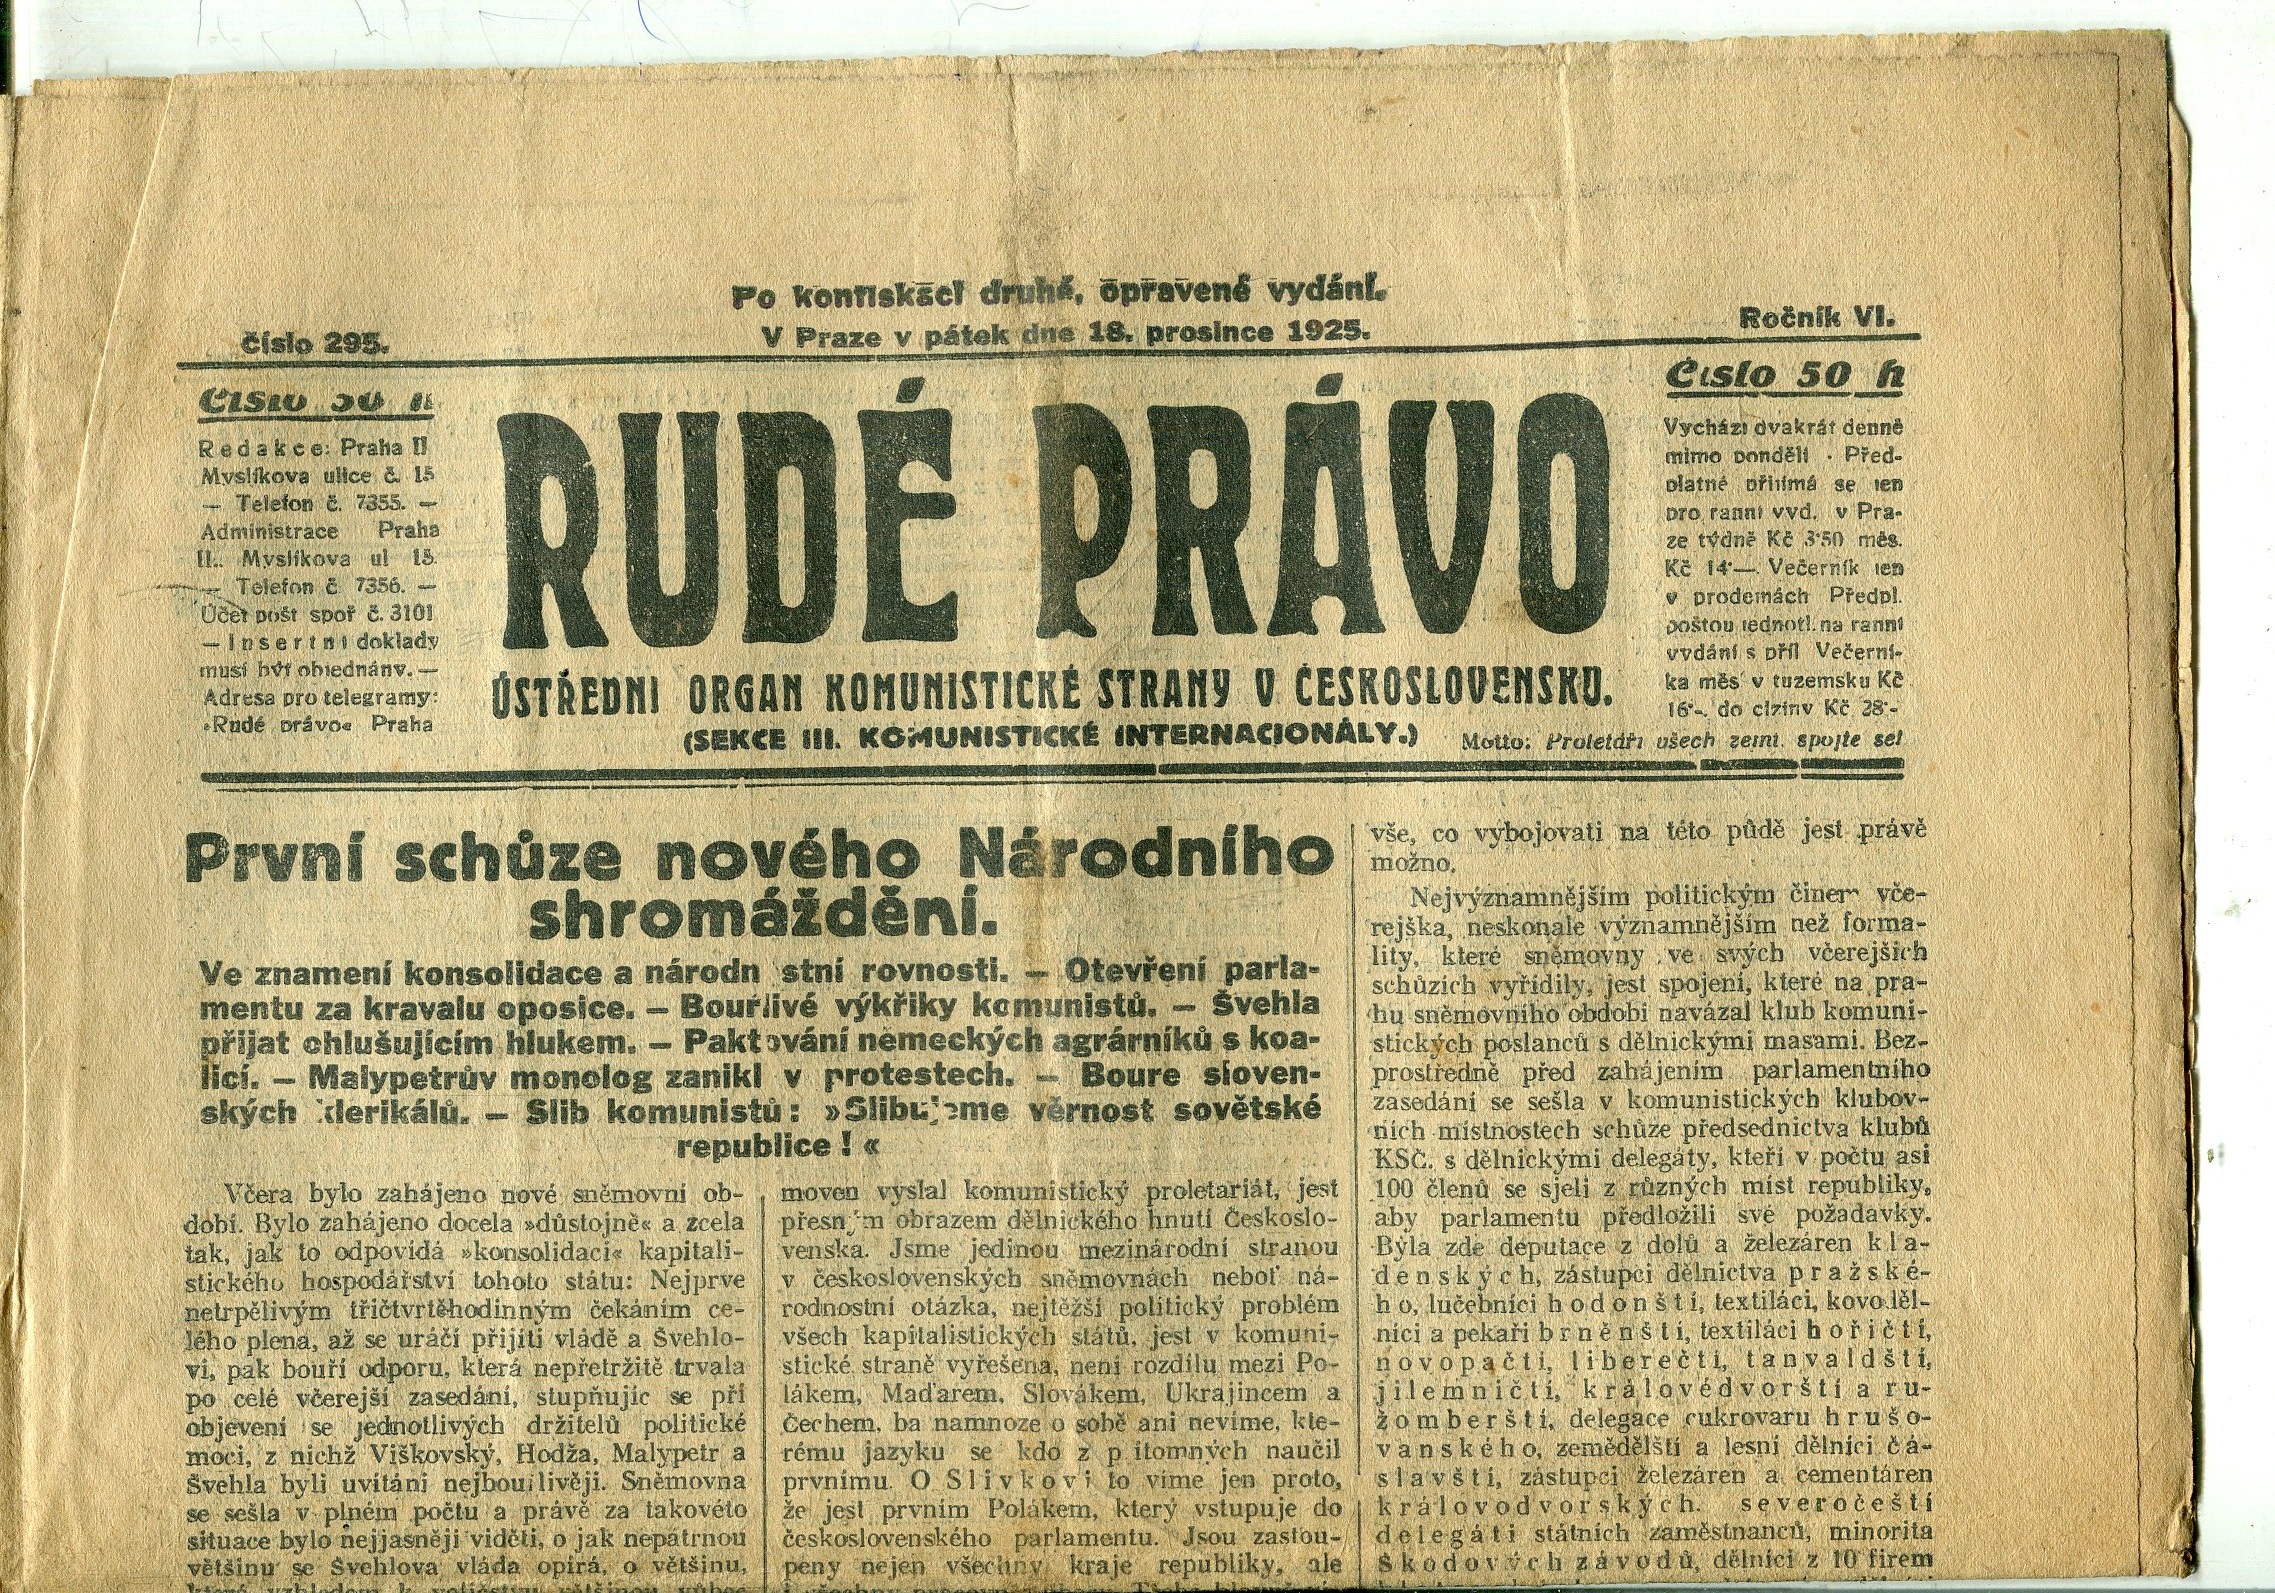 Po konfiskaci druhé, opravené vydání.
V Praze v pátek dne 18. prosince 1925.
Číslo 295.
Ročník VI.
Číslo 50 h
Redakce: Praha II
Myslíkova ulice č. 15
— Telefon č. 7355. —
Administrace Praha
II. Myslíkova ul 15.
— Telefon č 7356. —
Účet pošt spoř č. 3101
— Insertní doklady
musí býti objednány. —
Adresa pro telegramy:
»Rudé právo« Praha
RUDÉ PRÁVO
ÚSTŘEDNÍ ORGAN KOMUNISTICKÉ STRANY V ČESKOSLOVENSKU.
(SEKCE III. KOMUNISTICKÉ INTERNACIONÁLY.)
Motto: Proletáři všech zemí, spojte se!
Číslo 50 h
Vychází dvakrát denně
mimo pondělí · Před-
platné přijímá se jen
pro ranní vyd. v Pra-
ze týdně Kč 3·50 měs.
Kč 14·—. Večerník jen
v prodejnách Předpl.
poštou jednotl. na ranní
vydání s příl Večerní-
ka měs v tuzemsku Kč
16·-. do ciziny Kč 28·-
První schůze nového Národního
shromáždění.
Ve znamení konsolidace a národn stní rovnosti. — Otevření parla-
mentu za kravalu oposice. — Bouřlivé výkřiky komunistů. — Švehla
přijat ohlušujícím hlukem. — Paktování německých agrárníků s koa-
licí. — Malypetrův monolog zanikl v protestech. — Boure sloven-
ských klerikálů. — Slib komunistů: »Slibujeme věrnost sovětské
republice! «
Včera bylo zahájeno nové sněmovní ob-
dobí. Bylo zahájeno docela »důstojně« a zcela
tak, jak to odpovídá »konsolidaci« kapitali-
stického hospodářství tohoto státu: Nejprve
netrpělivým tříčtvrtěhodinným čekáním ce-
lého plena, až se uráčí přijíti vládě a Švehlo-
vi, pak bouří odporu, která nepřetržitě trvala
po celé včerejší zasedání, stupňujíc se při
objevení se jednotlivých držitelů politické
moci, z nichž Viškovský, Hodža, Malypetr a
Švehla byli uvítáni nejbouřlivěji. Sněmovna
se sešla v plném počtu a právě za takovéto
situace bylo nejjasněji viděti, o jak nepatrnou
většinu se Švehlova vláda opírá, o většinu,
která vzhledem k
moven vyslal komunistický proletariát, jest
přesným obrazem dělnického hnutí Českoslo-
venska. Jsme jedinou mezinárodní stranou
v československých sněmovnách neboť ná-
rodnostní otázka, nejtěžší politický problém
všech kapitalistických států, jest v komuni-
stické straně vyřešena, není rozdílu mezi Po-
lákem, Maďarem, Slovákem, Ukrajincem a
Čechem, ba namnoze o sobě ani nevíme, kte-
rému jazyku se kdo z p ítomných naučil
prvnímu O Slivkovi to víme jen proto,
že jest prvním Polákem, který vstupuje do
československého parlamentu. Jsou zastou-
peny nejen všechny kraje republiky, ale
vše, co vybojovati na této půdě jest právě
možno.
Nejvýznamnějším politickým činem vče-
rejška, neskonale významnějším než forma-
lity, které sněmovny ve svých včerejších
schůzích vyřídily, jest spojení, které na pra-
hu sněmovního období navázal klub komuni-
stických poslanců s dělnickými masami. Bez-
prostředně před zahájením parlamentního
zasedání se sešla v komunistických klubov-
ních místnostech schůze předsednictva klubů
KSČ. s dělnickými delegáty, kteří v počtu asi
100 členů se sjeli z různých míst republiky,
aby parlamentu předložili své požadavky.
Byla zde deputace z dolů a železáren kla-
denských, zástupci dělnictva pražské-
ho, lučebníci hodonští, textiláci, kovoděl-
níci a pekaři brněnští, textiláci hořičtí,
novopačtí, liberečtí, tanvaldští,
jilemničtí, královédvorští a ru-
žomberští, delegace cukrovaru hrušo-
vanského, zemědělští a lesní dělníci čá-
slavští, zástupci železáren a cementáren
královodvorských. severočeští
delegáti státních zaměstnanců, minorita
Škodových závodů, dělníci z 10 firem